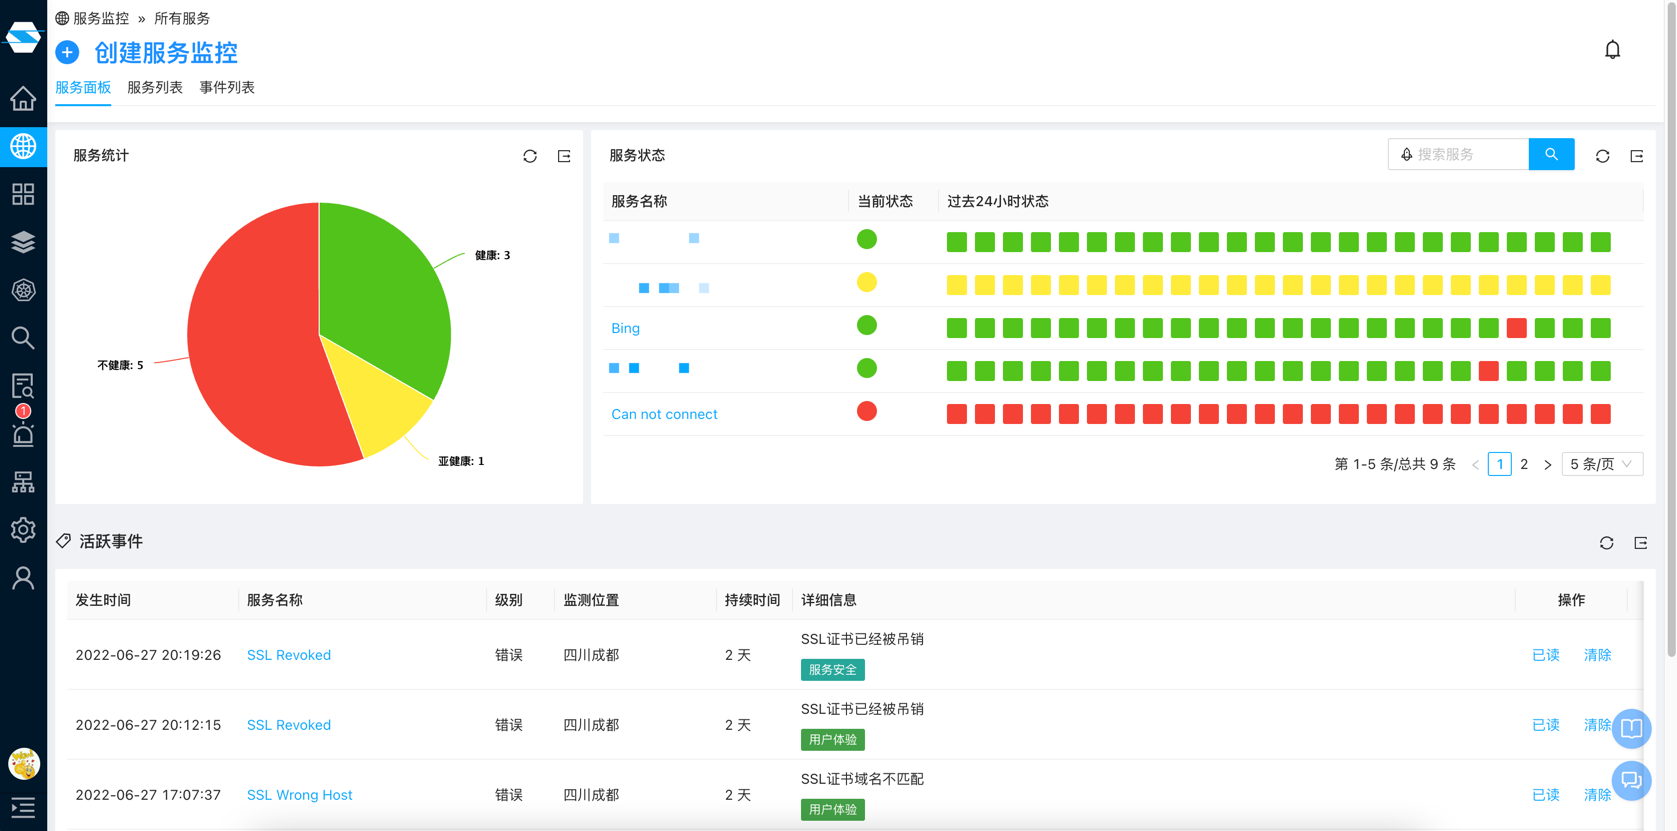 服务监控 » 所有服务
创建服务监控
服务面板 服务列表 事件列表
服务统计
健康: 3
不健康: 5
亚健康: 1
服务状态
搜索服务
服务名称 当前状态 过去24小时状态
Bing
Can not connect
第 1-5 条/总共 9 条 < 1 2 > 5 条/页
1
活跃事件
发生时间 服务名称 级别 监测位置 持续时间 详细信息 操作
2022-06-27 20:19:26 SSL Revoked 错误 四川成都 2 天 SSL证书已经被吊销 已读 清除
服务安全
2022-06-27 20:12:15 SSL Revoked 错误 四川成都 2 天 SSL证书已经被吊销 已读 清除
用户体验
2022-06-27 17:07:37 SSL Wrong Host 错误 四川成都 2 天 SSL证书域名不匹配 已读 清除
用户体验